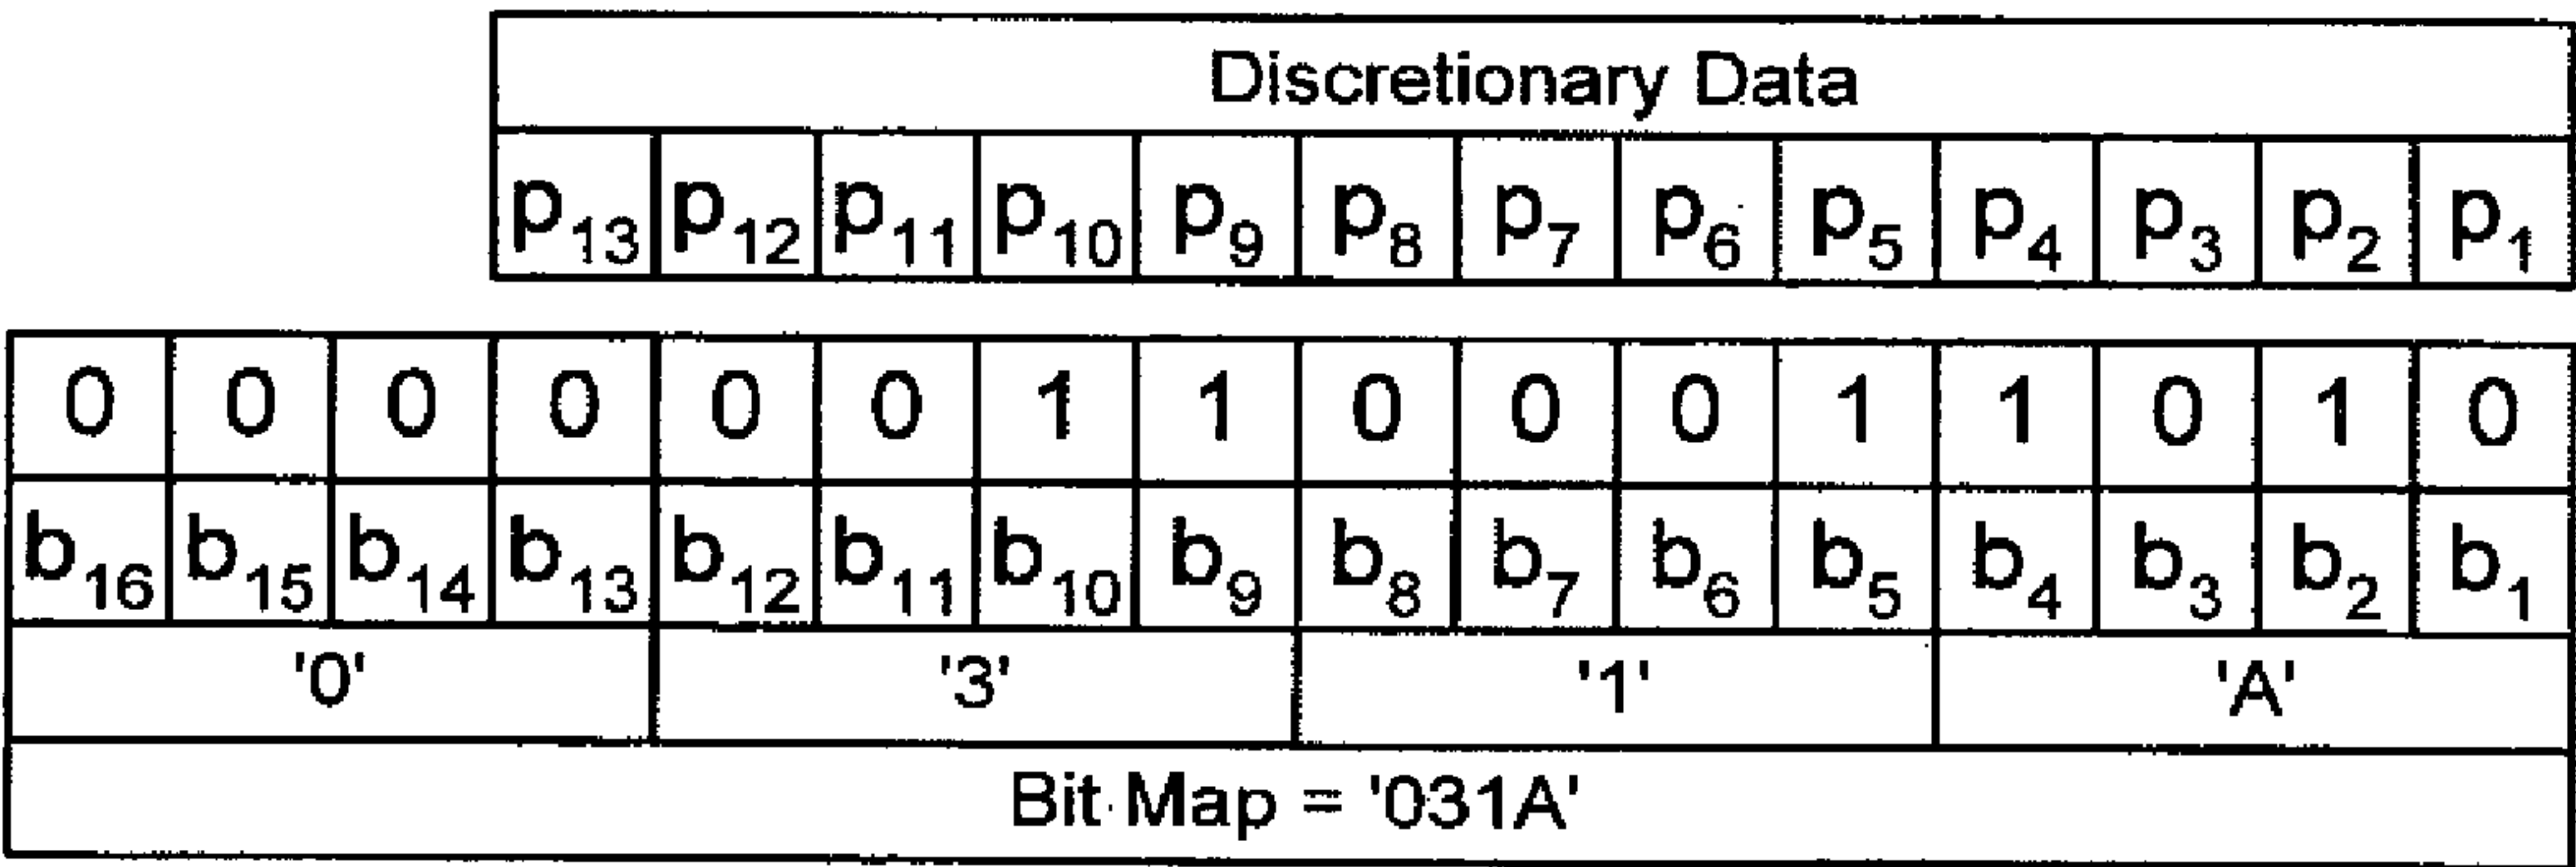 Discretionary Data
p13 p12 p11 p10 p9 p8 p7 p6 p5 p4 p3 p2 p1
0 0 0 0 0 0 1 1 0 0 0 1 1 0 1 0
b16 b15 b14 b13 b12 b11 b10 b9 b8 b7 b6 b5 b4 b3 b2 b1
'0' '3' '1' 'A'
Bit Map = '031A'